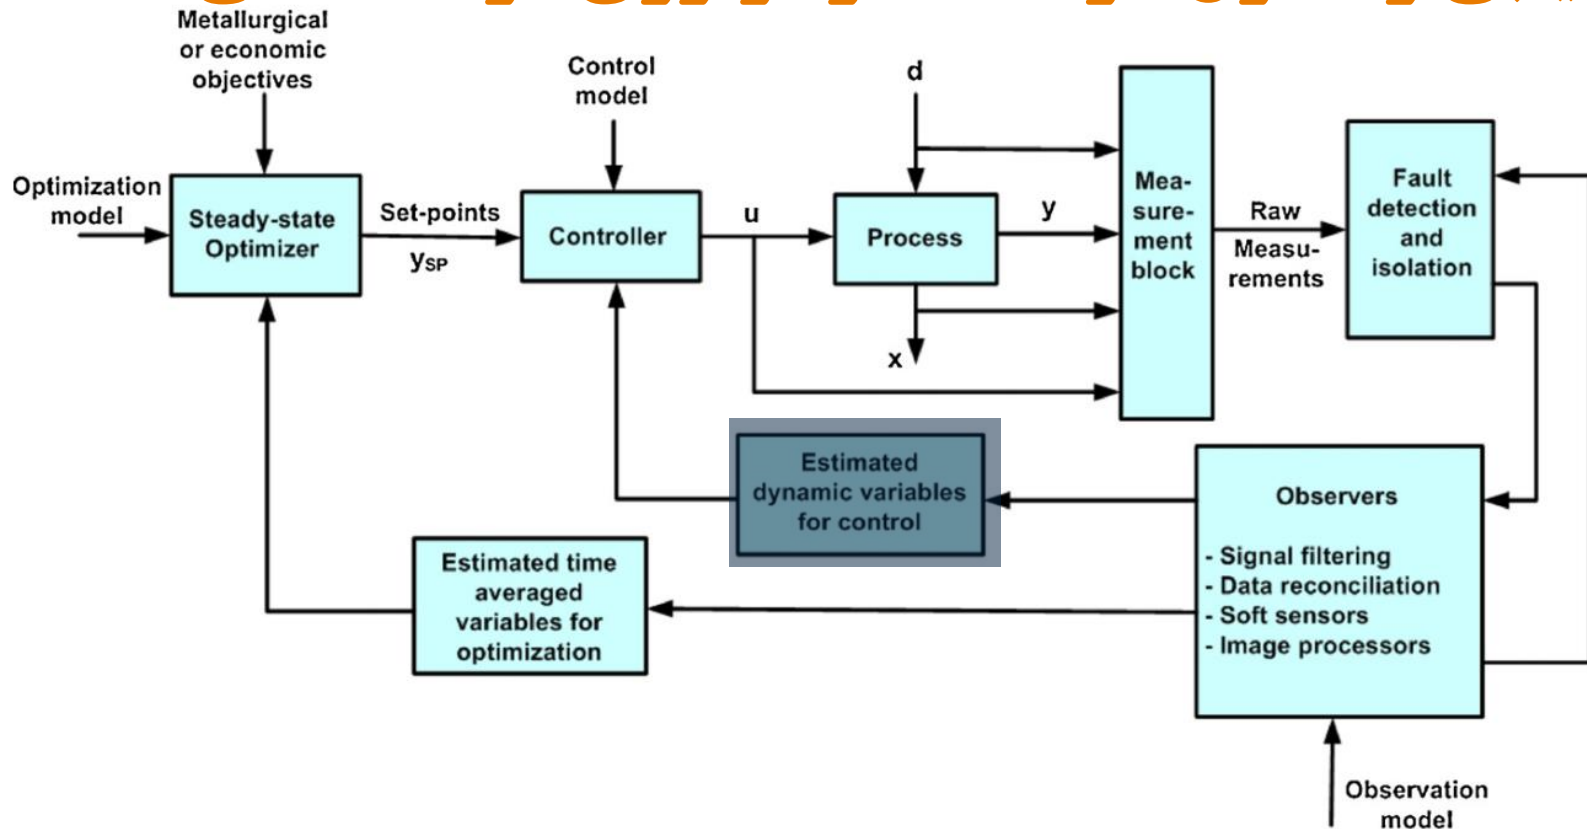 Metallurgical
or economic
objectives
Optimization
model
Steady-state
Optimizer
Set-points
ySP
Control
model
Controller
u
d
Process
y
x
Mea-
sure-
ment
block
Raw
Measu-
rements
Fault
detection
and
isolation
Estimated
dynamic variables
for control
Estimated time
averaged
variables for
optimization
Observers
- Signal filtering
- Data reconciliation
- Soft sensors
- Image processors
Observation
model